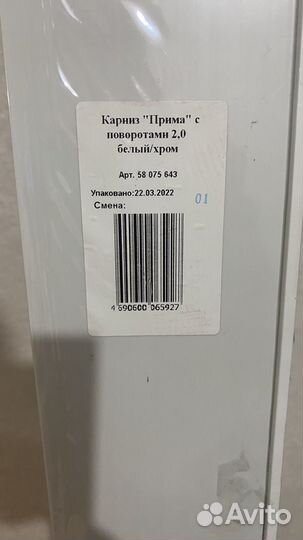 Карниз "Прима" с
поворотами 2,0
белый/хром
Арт. 58 075 643
Упаковано:22.03.2022
Смена:
01
4 690600 065927
Avito